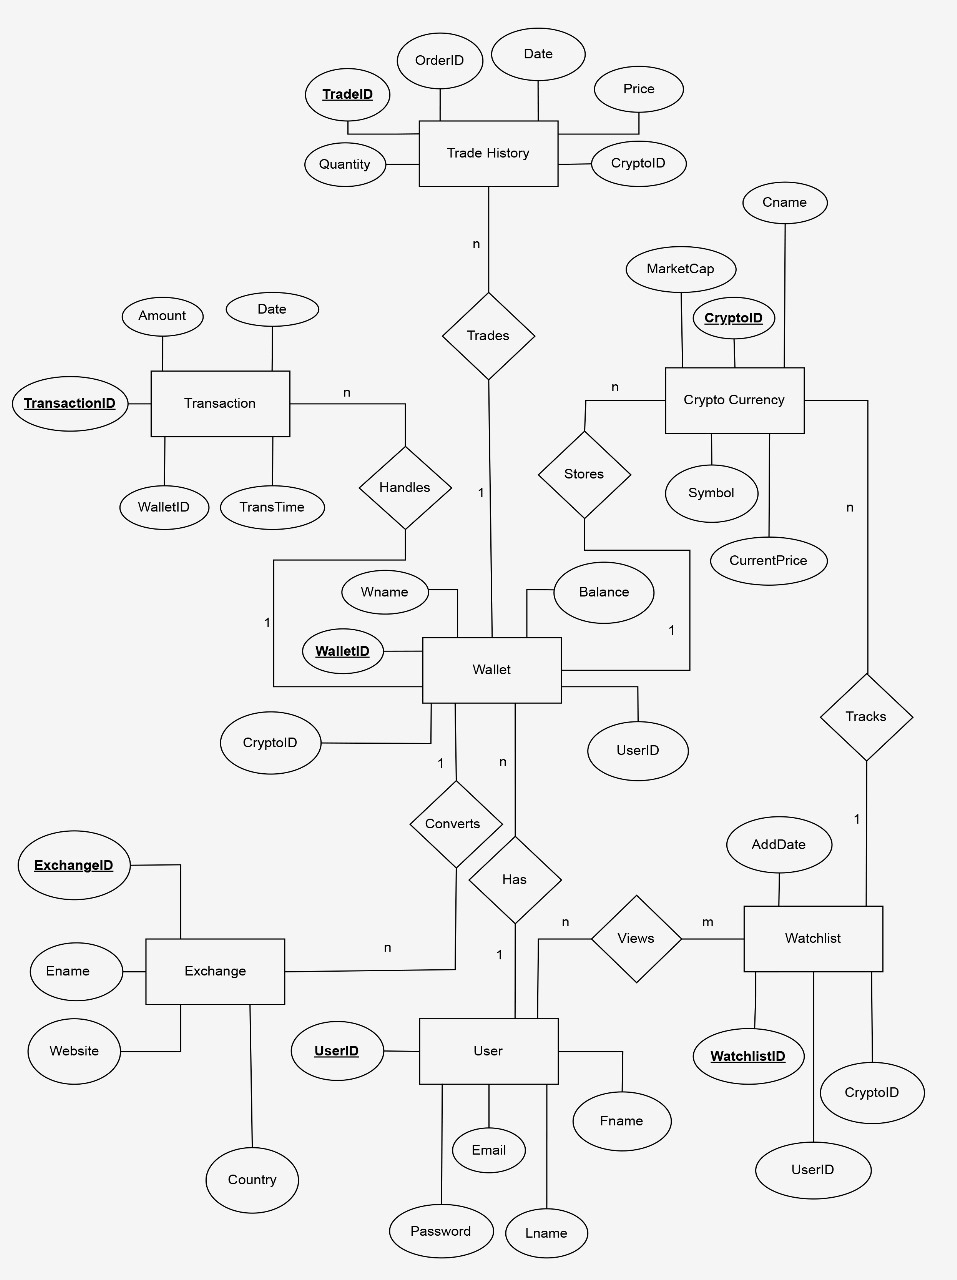 OrderID
Date
TradeID
Price
Trade History
Quantity
CryptoID
Cname
n
MarketCap
Amount
Date
CryptoID
Trades
n
n
TransactionID
Transaction
Crypto Currency
Stores
Handles
1
Symbol
WalletID
TransTime
n
CurrentPrice
Wname
Balance
1
1
WalletID
Wallet
Tracks
CryptoID
UserID
1
n
1
Converts
AddDate
ExchangeID
Has
n
m
Views
Watchlist
n
1
Ename
Exchange
Website
UserID
User
WatchlistID
CryptoID
Fname
Email
UserID
Country
Password
Lname